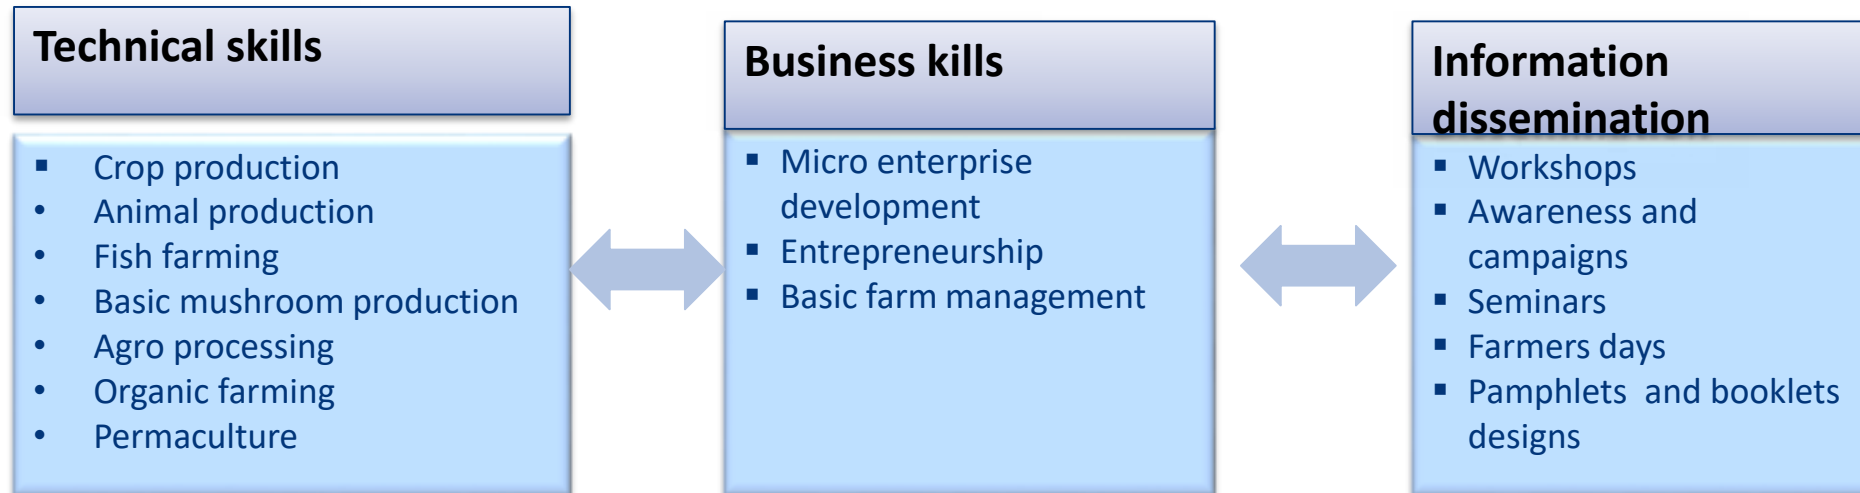 Technical skills
▪ Crop production
• Animal production
• Fish farming
• Basic mushroom production
• Agro processing
• Organic farming
• Permaculture
Business kills
▪ Micro enterprise
development
▪ Entrepreneurship
▪ Basic farm management
Information
dissemination
▪ Workshops
▪ Awareness and
campaigns
▪ Seminars
▪ Farmers days
▪ Pamphlets  and booklets
designs